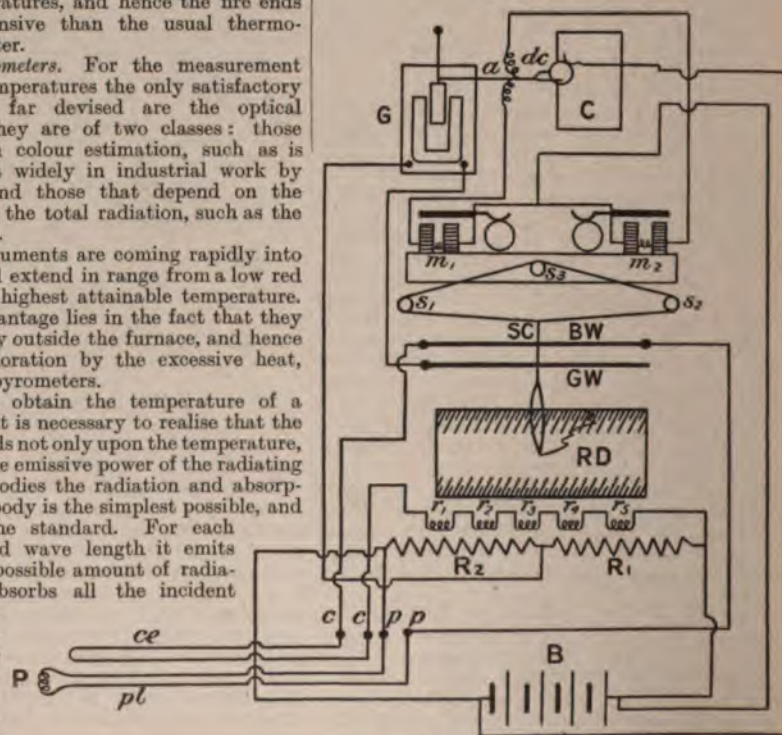 ratures, and hence the fire ends
nsive than the usual thermo-
ter.
meters. For the measurement
mperatures the only satisfactory
far devised are the optical
hey are of two classes: those
colour estimation, such as is
s widely in industrial work by
nd those that depend on the
the total radiation, such as the
uments are coming rapidly into
l extend in range from a low red
highest attainable temperature.
antage lies in the fact that they
y outside the furnace, and hence
oration by the excessive heat,
pyrometers.
obtain the temperature of a
t is necessary to realise that the
ds not only upon the temperature,
e emissive power of the radiating
odies the radiation and absorp-
body is the simplest possible, and
he standard. For each
d wave length it emits
possible amount of radia-
bsorbs all the incident
a dc
G C
m1 m2
s3
s1 s2
SC BW
GW
RD
r1 r2 r3 r4 r5
R2 R1
c c p p
ce
P
pl
B